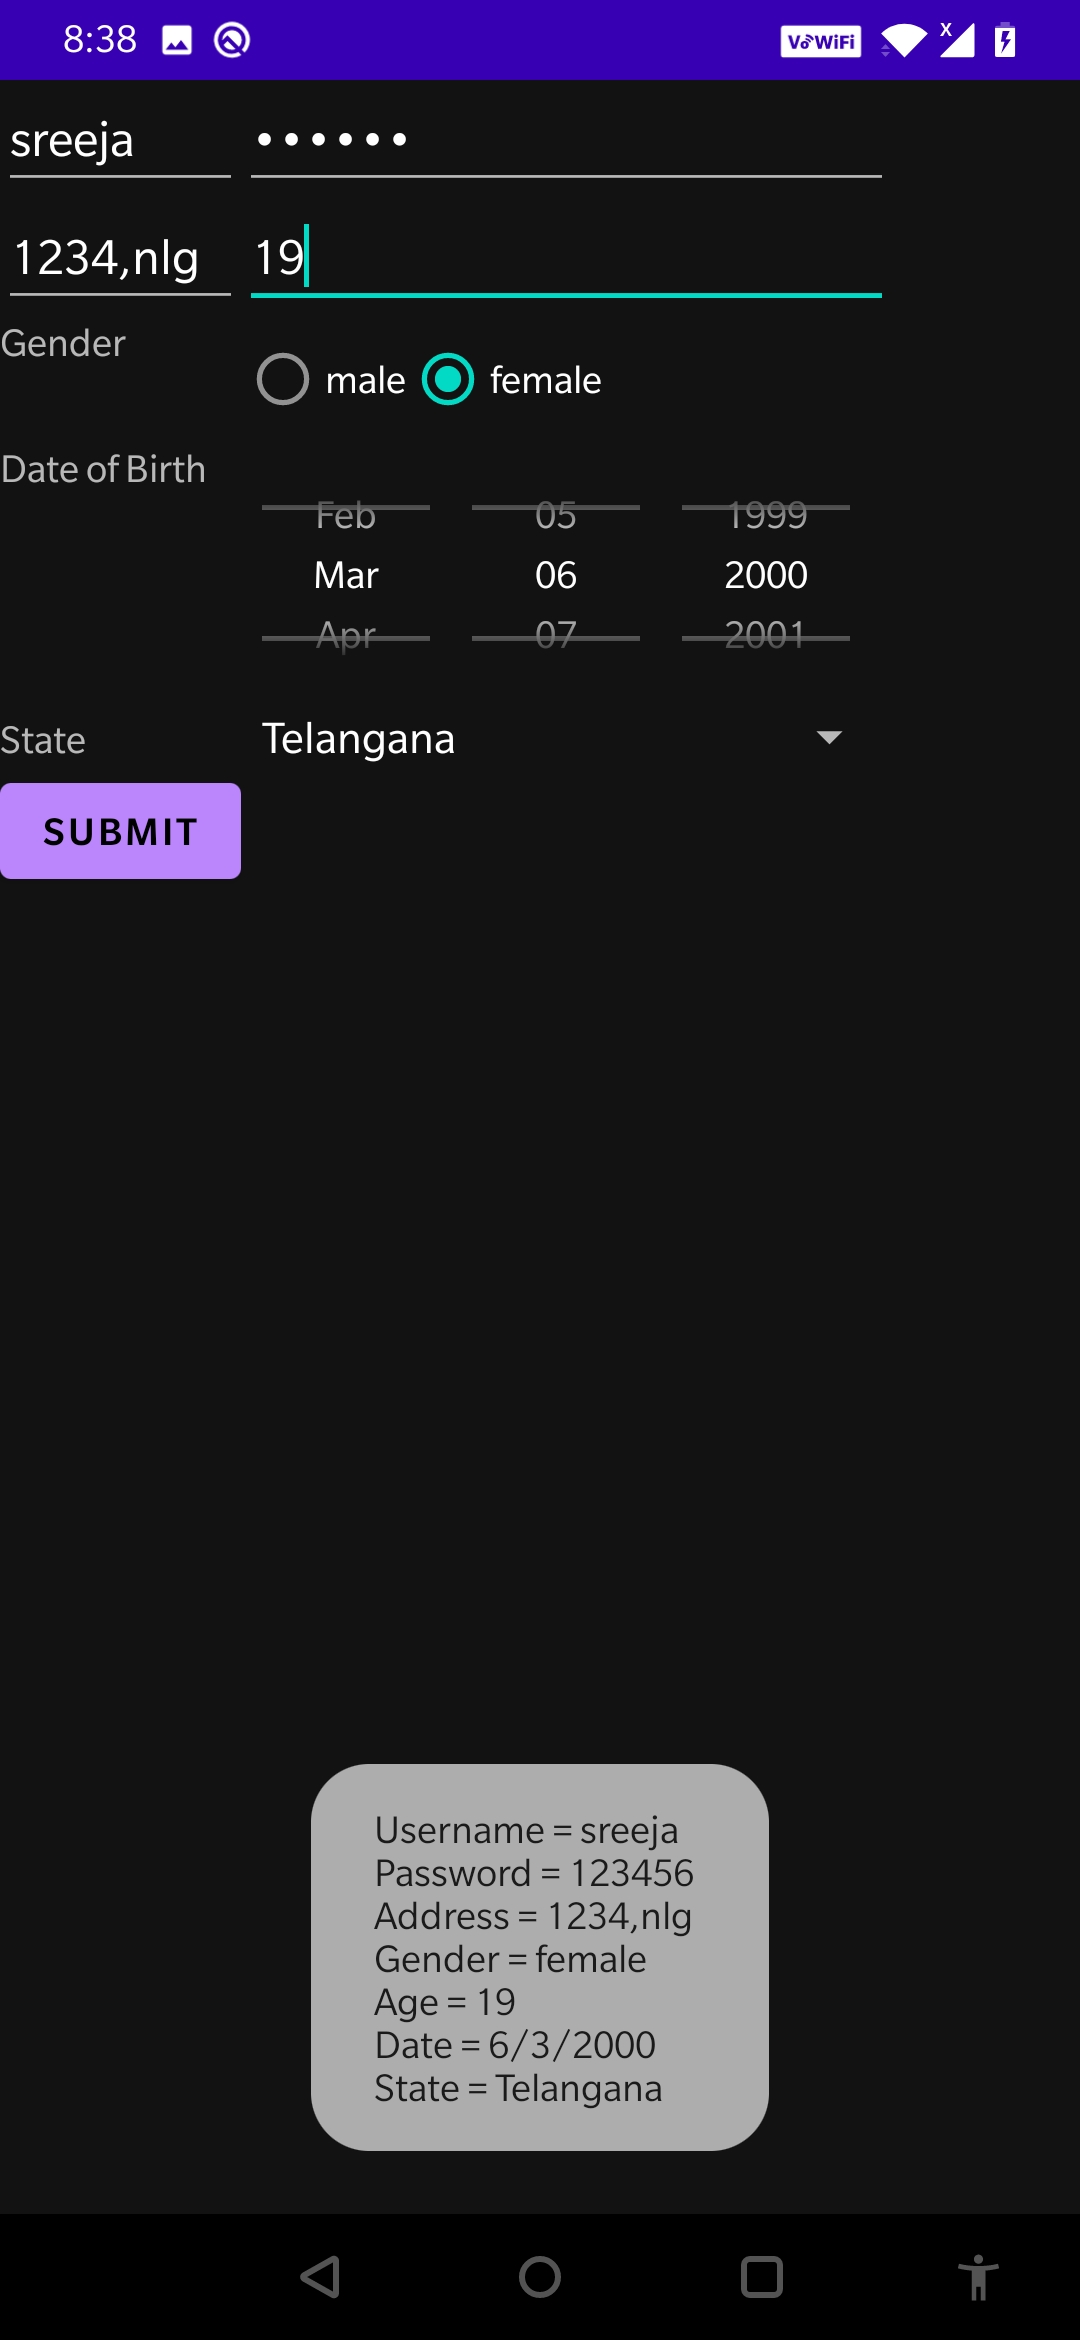 8:38 VoWiFi X
sreeja ••••••
1234,nlg 19
Gender
male female
Date of Birth
Feb 05 1999
Mar 06 2000
Apr 07 2001
State Telangana
SUBMIT
Username = sreeja
Password = 123456
Address = 1234,nlg
Gender = female
Age = 19
Date = 6/3/2000
State = Telangana